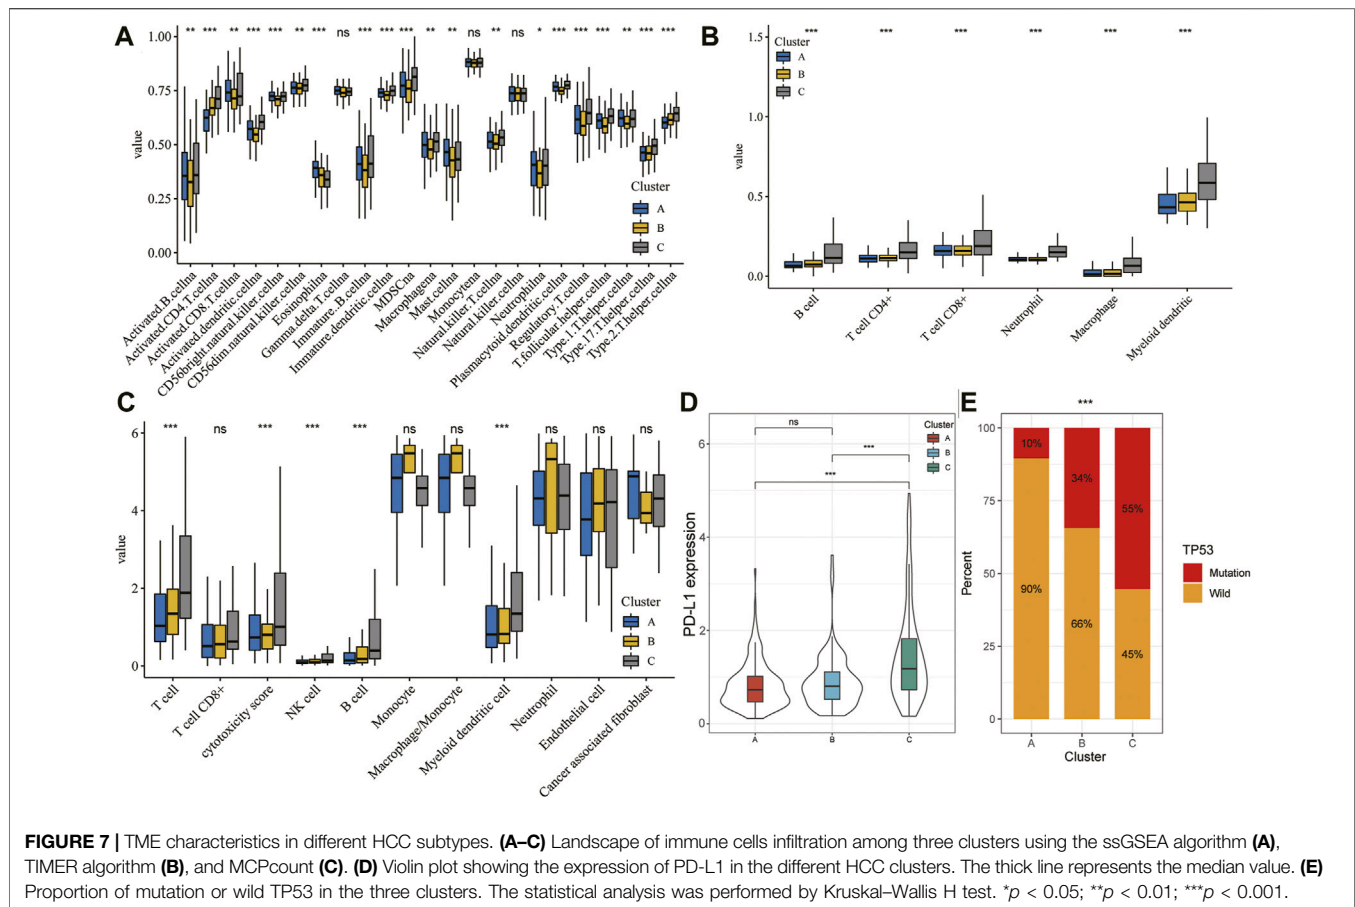 A
** *** ** *** *** ** *** ns *** *** *** ** ** ns ** ns * *** ** *** ** *** ***
1.00
0.75
0.50
0.25
0.00
value
Cluster
A
B
C
Activated.B.cellna
Activated.CD4.T.cellna
Activated.CD8.T.cellna
Activated.dendritic.cellna
CD56bright.natural.killer.cellna
CD56dim.natural.killer.cellna
Eosinophilna
Gamma.delta.T.cellna
Immature..B.cellna
Immature.dendritic.cellna
MDSCna
Macrophagena
Mast.cellna
Monocytena
Natural.killer.T.cellna
Natural.killer.cellna
Neutrophilna
Plasmacytoid.dendritic.cellna
Regulatory.T.cellna
T.follicular.helper.cellna
Type.1.T.helper.cellna
Type.17.T.helper.cellna
Type.2.T.helper.cellna
B
*** *** *** *** *** ***
Cluster
A
B
C
1.5
1.0
0.5
0.0
value
B cell
T cell CD4+
T cell CD8+
Neutrophil
Macrophage
Myeloid dendritic
C
*** ns *** *** *** ns ns *** ns ns ns
6
4
2
0
value
Cluster
A
B
C
T cell
T cell CD8+
cytotoxicity score
NK cell
B cell
Monocyte
Macrophage/Monocyte
Myeloid dendritic cell
Neutrophil
Endothelial cell
Cancer associated fibroblast
D
ns
***
***
Cluster
A
B
C
6
4
2
0
PD-L1 expression
A B C
E
***
100
75
50
25
0
Percent
10%
90%
34%
66%
55%
45%
A B C
Cluster
TP53
Mutation
Wild
FIGURE 7 | TME characteristics in different HCC subtypes. (A–C) Landscape of immune cells infiltration among three clusters using the ssGSEA algorithm (A),
TIMER algorithm (B), and MCPcount (C). (D) Violin plot showing the expression of PD-L1 in the different HCC clusters. The thick line represents the median value. (E)
Proportion of mutation or wild TP53 in the three clusters. The statistical analysis was performed by Kruskal–Wallis H test. *p < 0.05; **p < 0.01; ***p < 0.001.